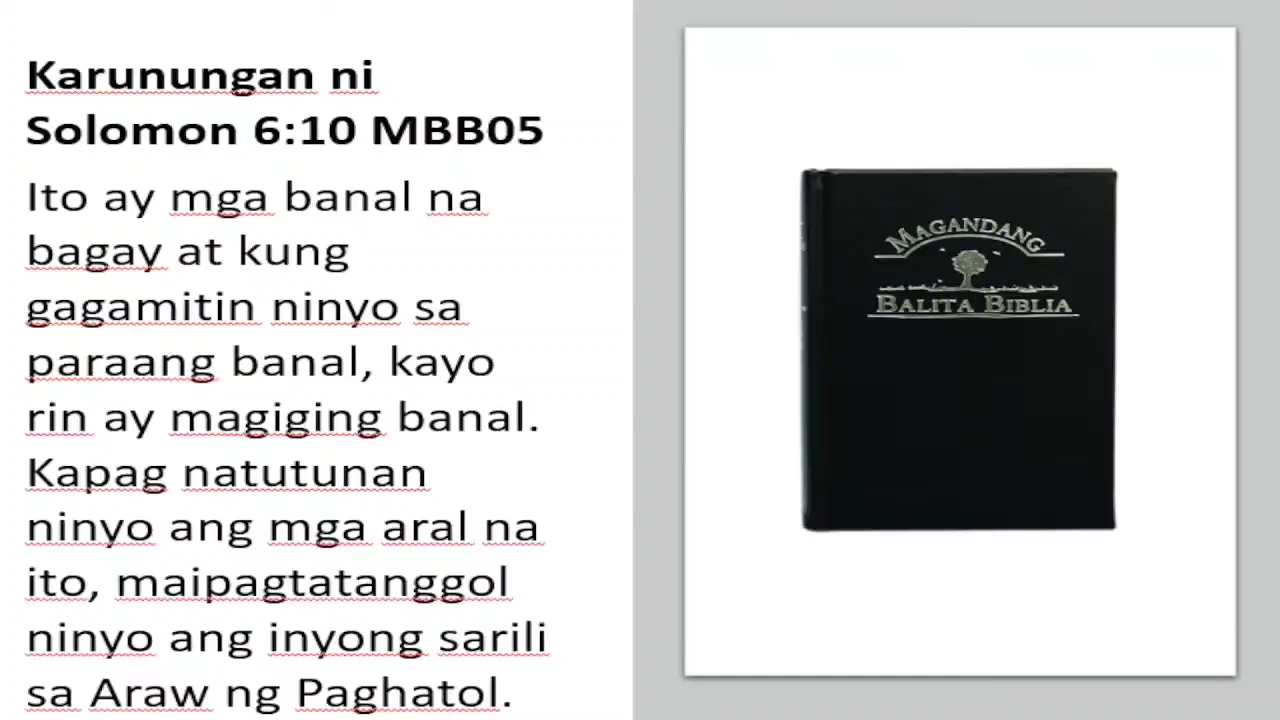 Karunungan ni
Solomon 6:10 MBB05
Ito ay mga banal na
bagay at kung
gagamitin ninyo sa
paraang banal, kayo
rin ay magiging banal.
Kapag natutunan
ninyo ang mga aral na
ito, maipagtatanggol
ninyo ang inyong sarili
sa Araw ng Paghatol.
MAGANDANG
BALITA BIBLIA